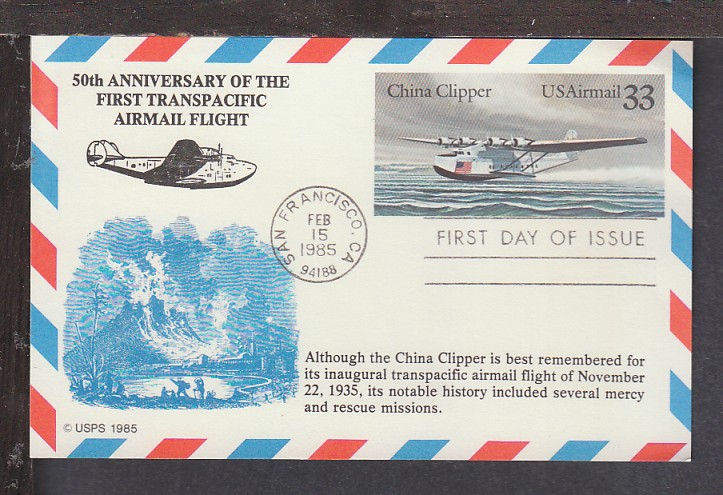 50th ANNIVERSARY OF THE
FIRST TRANSPACIFIC
AIRMAIL FLIGHT
China Clipper USAirmail 33
SAN FRANCISCO, CA
FEB
15
1985
94188
FIRST DAY OF ISSUE
Although the China Clipper is best remembered for
its inaugural transpacific airmail flight of November
22, 1935, its notable history included several mercy
and rescue missions.
© USPS 1985